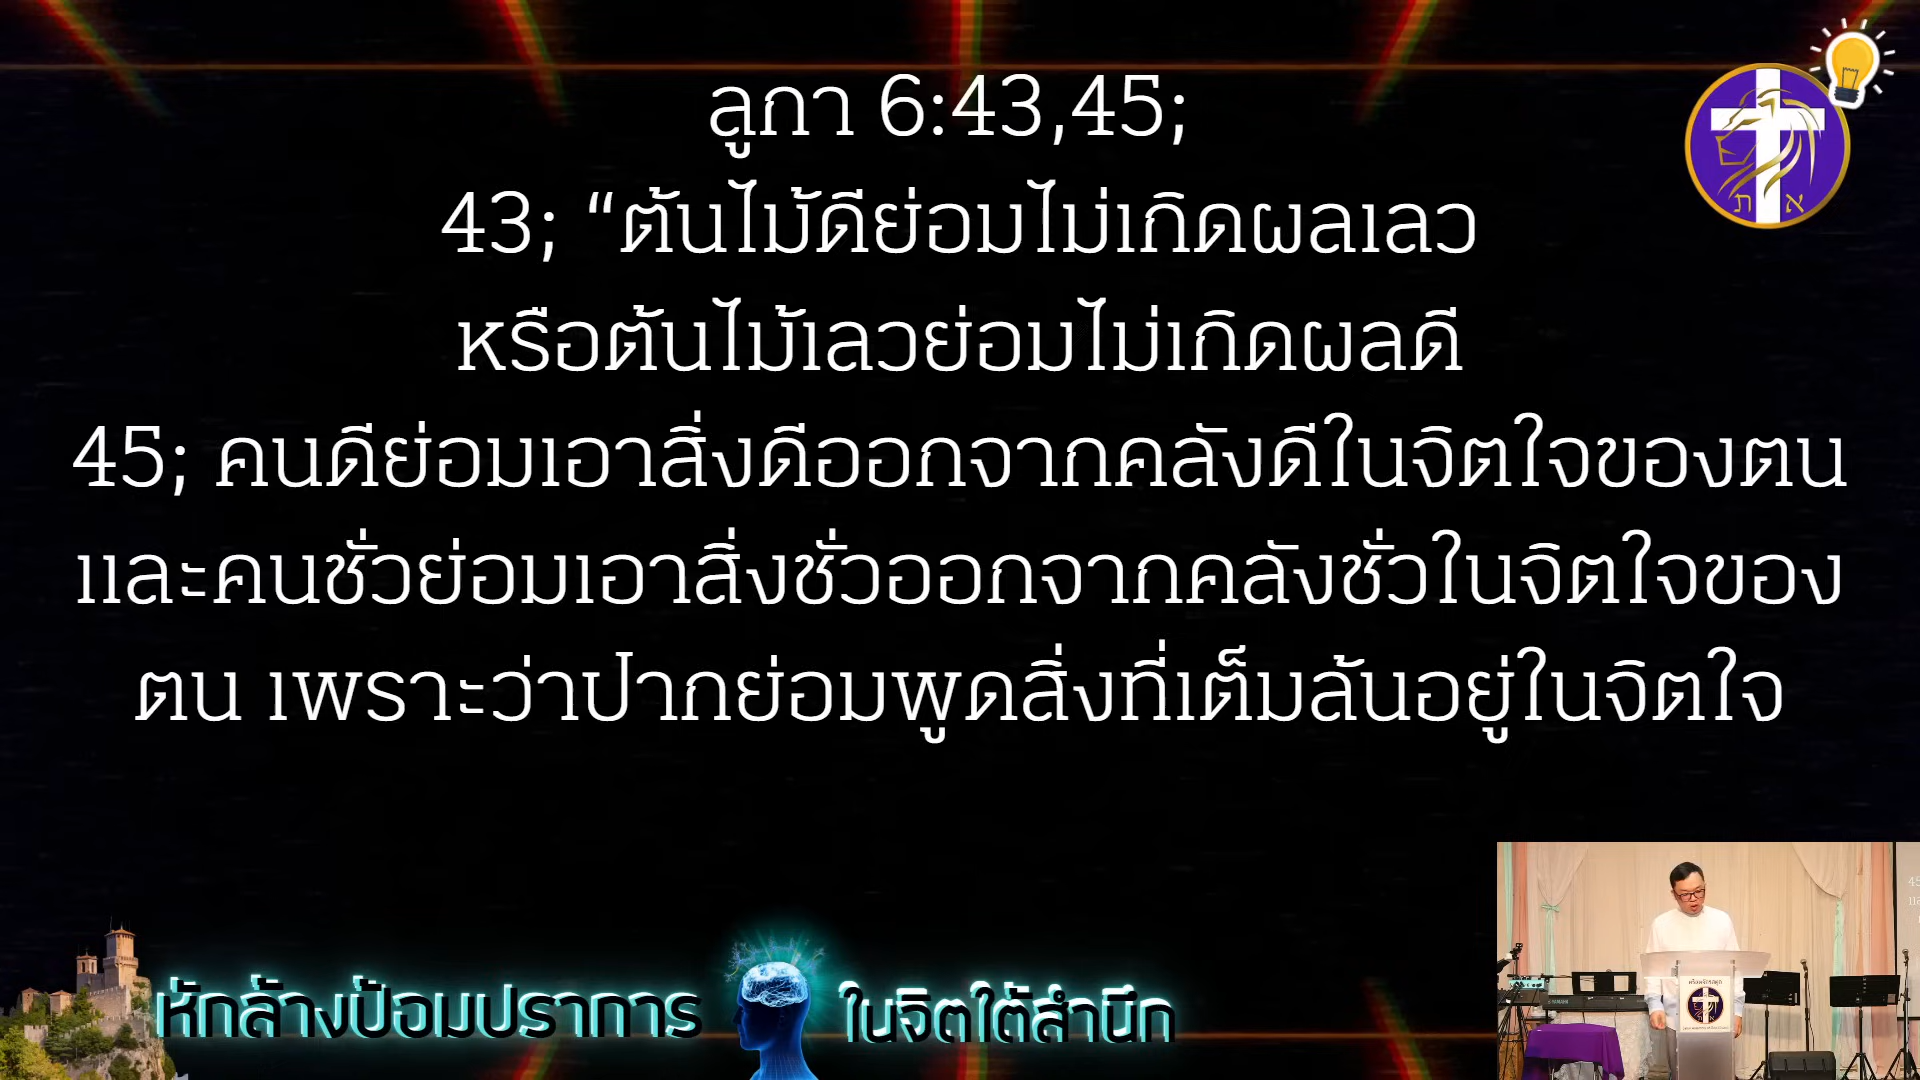 ลูกา 6:43,45;
43; “ต้นไม้ดีย่อมไม่เกิดผลเลว
หรือต้นไม้เลวย่อมไม่เกิดผลดี
45; คนดีย่อมเอาสิ่งดีออกจากคลังดีในจิตใจของตน
และคนชั่วย่อมเอาสิ่งชั่วออกจากคลังชั่วในจิตใจของ
ตน เพราะว่าปากย่อมพูดสิ่งที่เต็มล้นอยู่ในจิตใจ
ת א
หักล้างป้อมปราการ ในจิตใต้สำนึก
YAMAHA